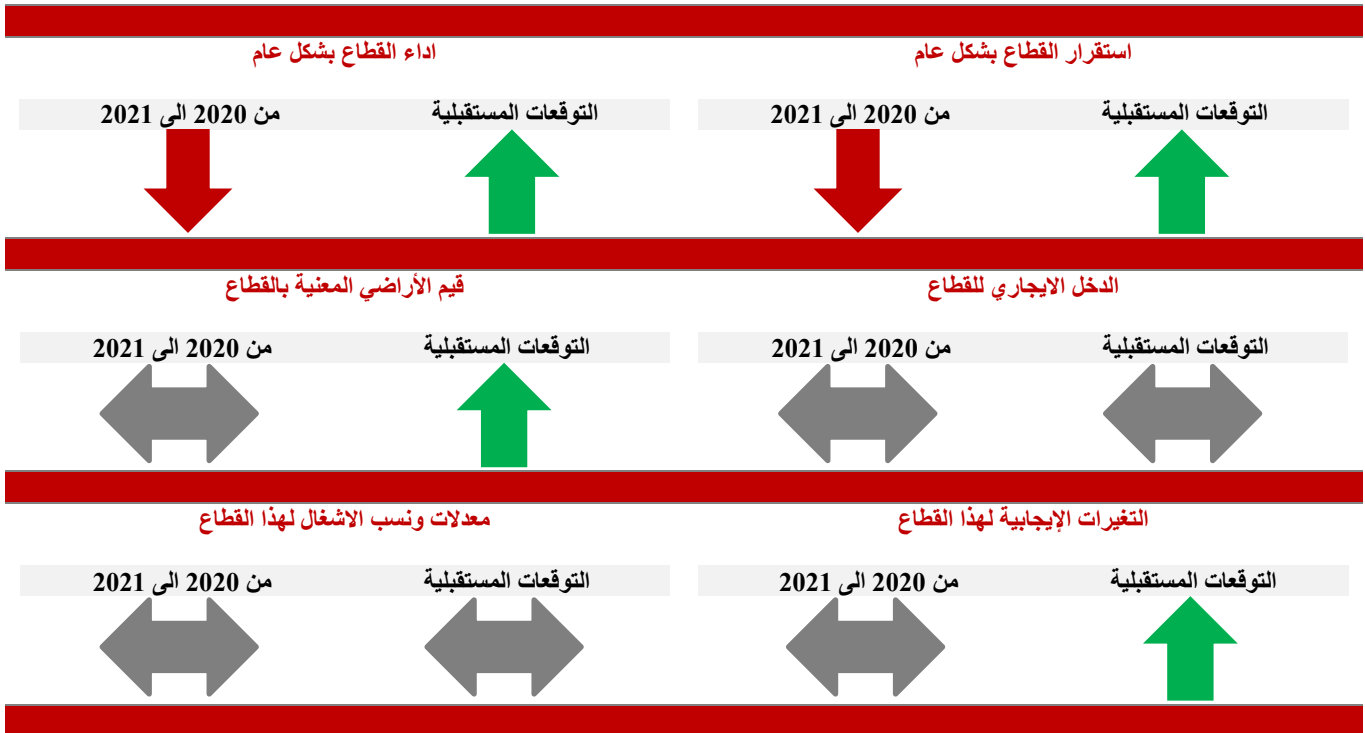 استقرار القطاع بشكل عام
اداء القطاع بشكل عام
التوقعات المستقبلية
من 2020 الى 2021
التوقعات المستقبلية
من 2020 الى 2021
الدخل الايجاري للقطاع
قيم الأراضي المعنية بالقطاع
التوقعات المستقبلية
من 2020 الى 2021
التوقعات المستقبلية
من 2020 الى 2021
التغيرات الإيجابية لهذا القطاع
معدلات ونسب الاشغال لهذا القطاع
التوقعات المستقبلية
من 2020 الى 2021
التوقعات المستقبلية
من 2020 الى 2021